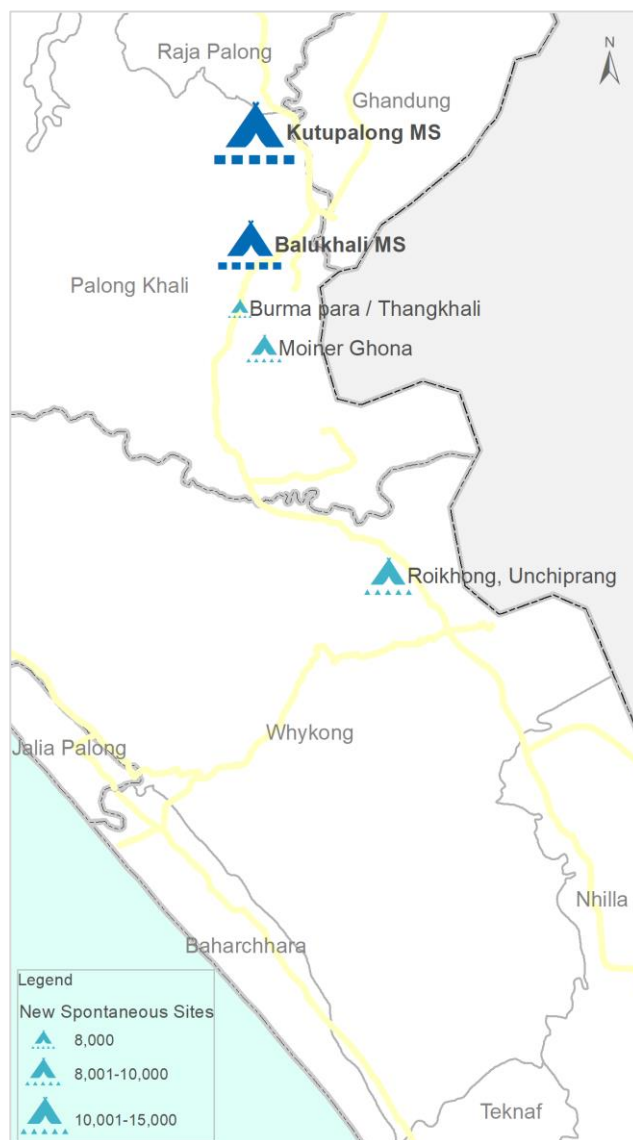 Raja Palong
N
Ghandung
Kutupalong MS
Balukhali MS
Palong Khali
Burma para / Thangkhali
Moiner Ghona
Roikhong, Unchiprang
Whykong
Jalia Palong
Nhilla
Baharchhara
Legend
New Spontaneous Sites
8,000
8,001-10,000
10,001-15,000
Teknaf